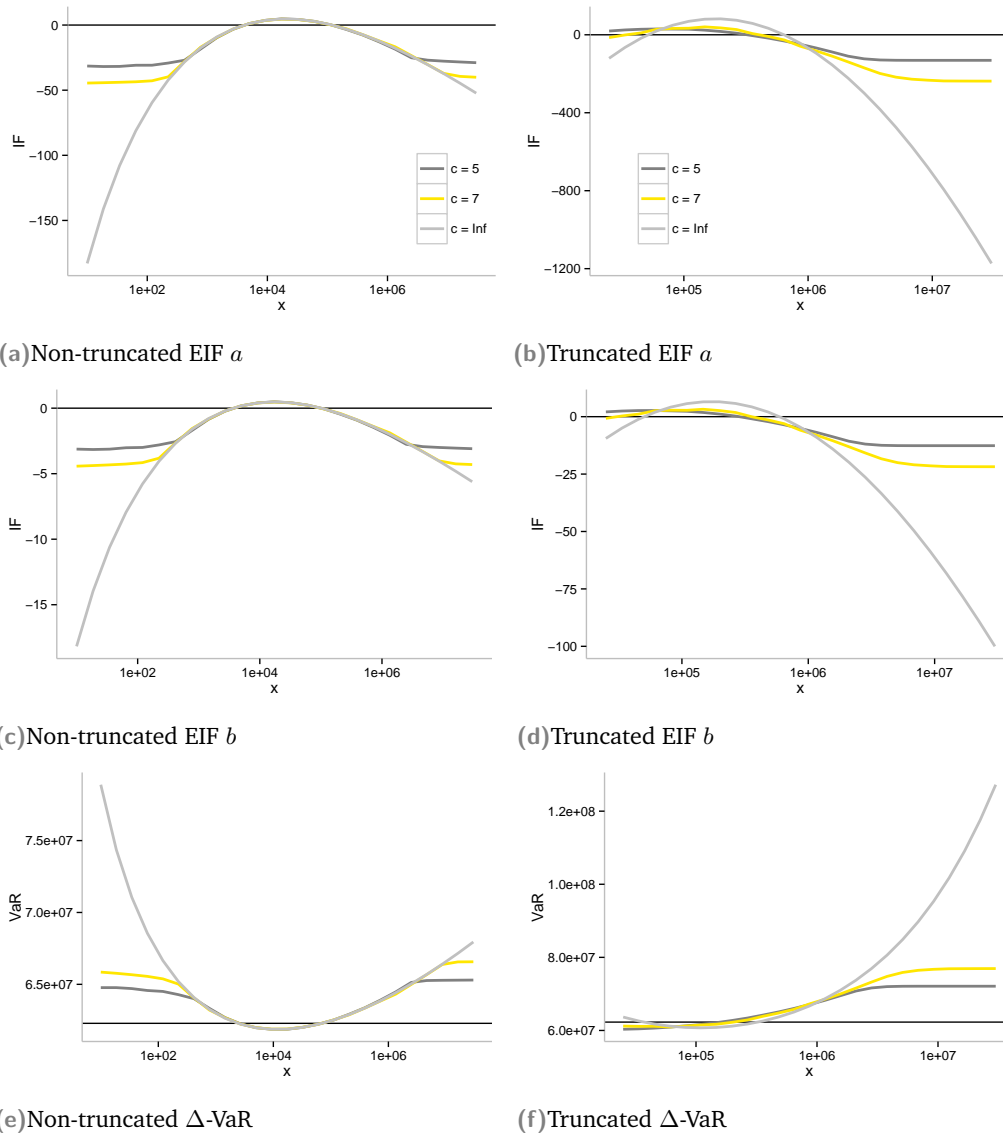 0
−50
−100
−150
IF
1e+02
1e+04
1e+06
x
c = 5
c = 7
c = Inf
(a)Non-truncated EIF a
0
−400
−800
−1200
IF
1e+05
1e+06
1e+07
x
c = 5
c = 7
c = Inf
(b)Truncated EIF a
0
−5
−10
−15
IF
1e+02
1e+04
1e+06
x
(c)Non-truncated EIF b
0
−25
−50
−75
−100
IF
1e+05
1e+06
1e+07
x
(d)Truncated EIF b
7.5e+07
7.0e+07
6.5e+07
VaR
1e+02
1e+04
1e+06
x
(e)Non-truncated Δ-VaR
1.2e+08
1.0e+08
8.0e+07
6.0e+07
VaR
1e+05
1e+06
1e+07
x
(f)Truncated Δ-VaR